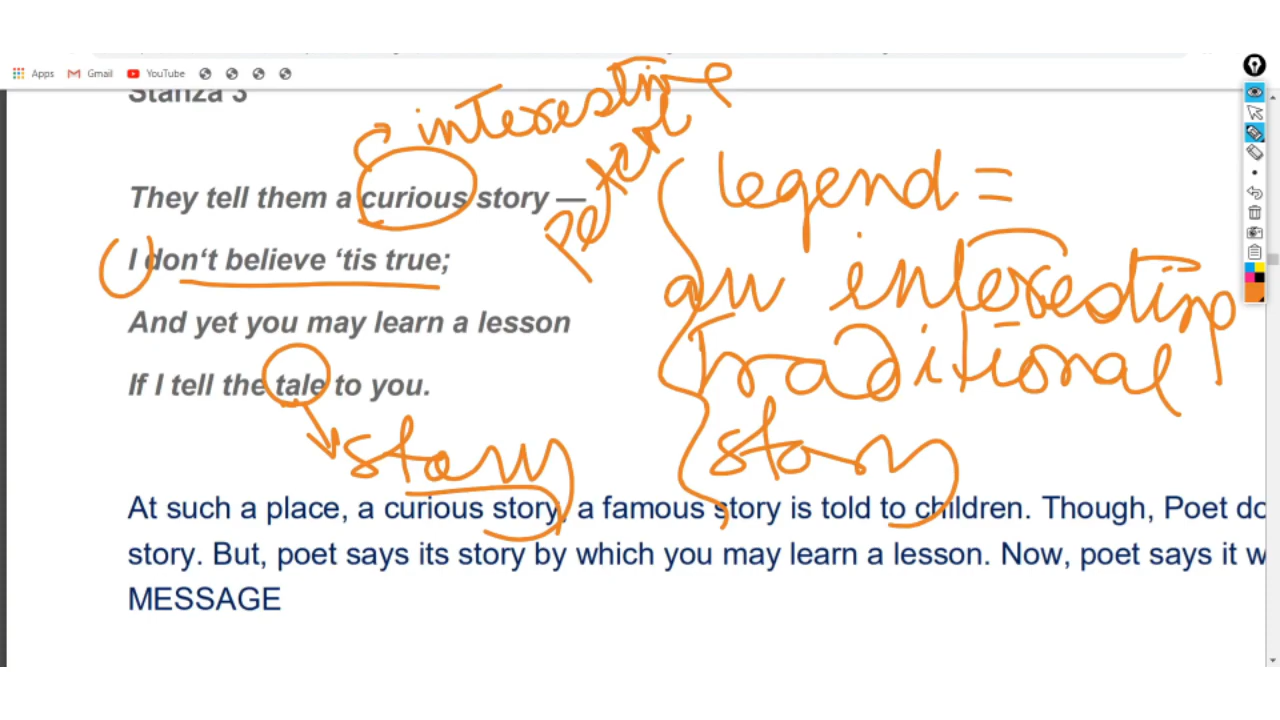 Apps Gmail YouTube
Stanza 3
interesting
They tell them a curious story —
I don‘t believe ‘tis true;
And yet you may learn a lesson
If I tell the tale to you.
story
legend =
an interesting
traditional
story
At such a place, a curious story, a famous story is told to children. Though, Poet do
story. But, poet says its story by which you may learn a lesson. Now, poet says it w
MESSAGE